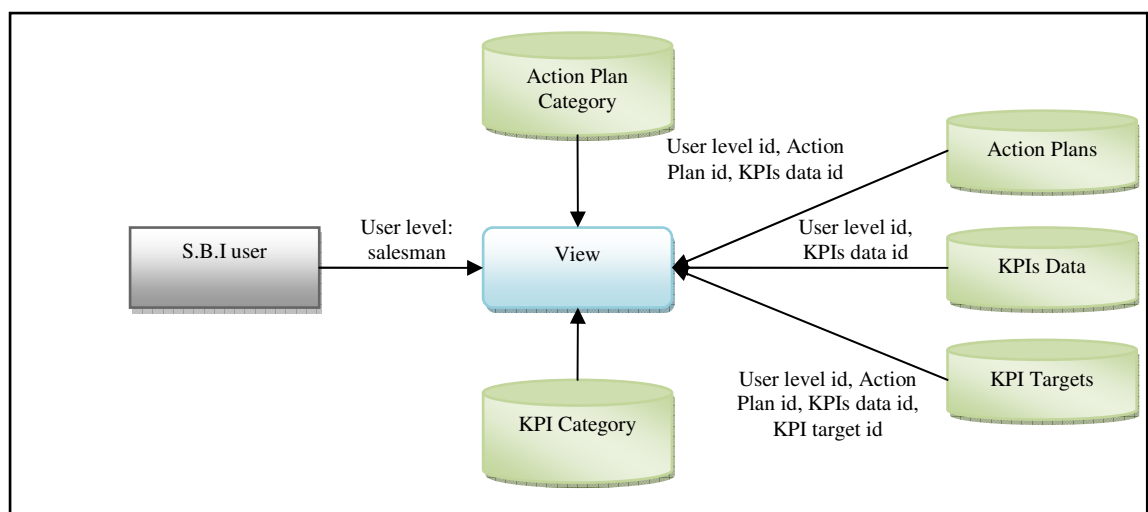 Action Plan
Category
User level id, Action
Plan id, KPIs data id
Action Plans
S.B.I user
User level:
salesman
View
User level id,
KPIs data id
KPIs Data
KPI Category
User level id, Action
Plan id, KPIs data id,
KPI target id
KPI Targets